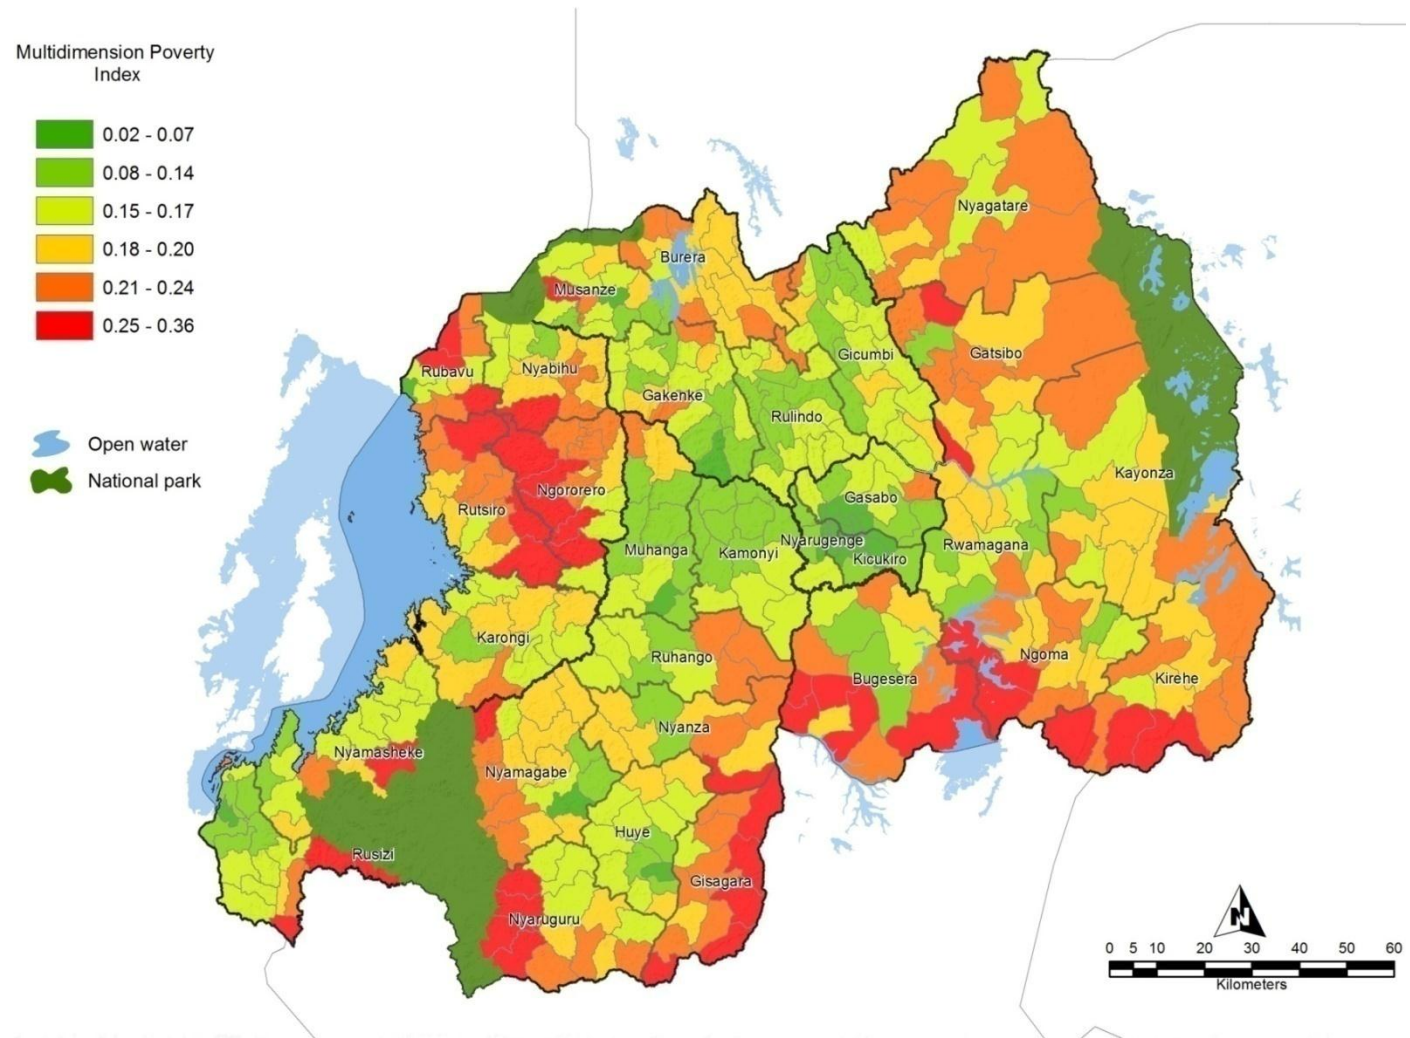 Multidimension Poverty
Index
0.02 - 0.07
0.08 - 0.14
0.15 - 0.17
0.18 - 0.20
0.21 - 0.24
0.25 - 0.36
Open water
National park
Nyagatare
Burera
Musanze
Gicumbi
Gatsibo
Rubavu
Nyabihu
Gakenke
Rulindo
Kayonza
Ngororero
Gasabo
Rutsiro
Nyarugenge
Rwamagana
Muhanga
Kamonyi
Kicukiro
Karongi
Ruhango
Ngoma
Bugesera
Kirehe
Nyanza
Nyamasheke
Nyamagabe
Huye
Rusizi
Gisagara
Nyaruguru
N
0 5 10 20 30 40 50 60
Kilometers